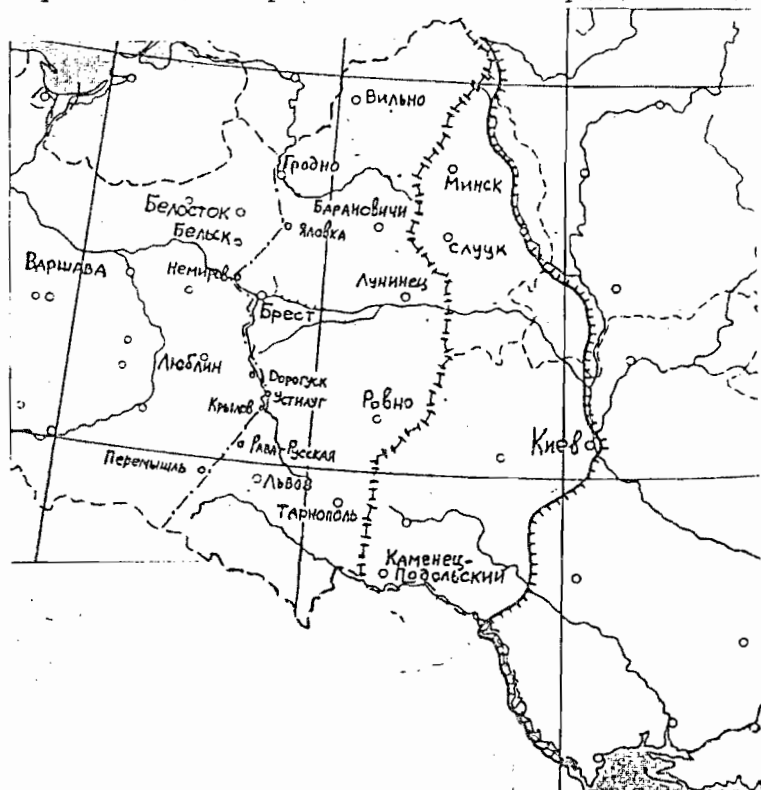 Вильно
Гродно
Минск
Белосток
Барановичи
Бельск
Яловка
Слуцк
Варшава
Немиров
Лунинец
Брест
Люблин
Дорогуск
Устилуг
Крылов
Ровно
Киев
Рава-Русская
Перемышль
Львов
Тарнополь
Каменец-
Подольский